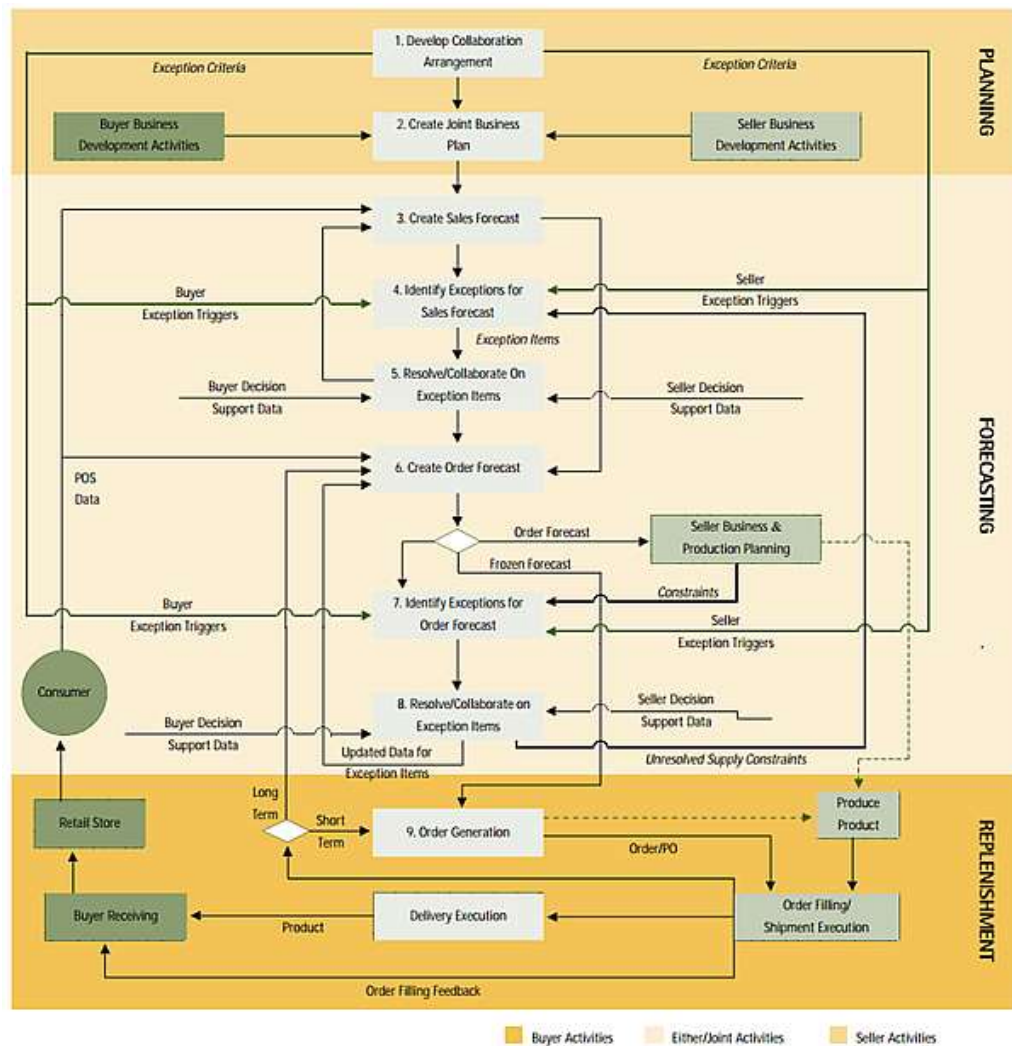 1. Develop Collaboration
Arrangement
Exception Criteria
Exception Criteria
PLANNING
Buyer Business
Development Activities
2. Create Joint Business
Plan
Seller Business
Development Activities
3. Create Sales Forecast
Buyer
Exception Triggers
4. Identify Exceptions for
Sales Forecast
Seller
Exception Triggers
Exception Items
Buyer Decision
Support Data
5. Resolve/Collaborate On
Exception Items
Seller Decision
Support Data
FORECASTING
POS
Data
6. Create Order Forecast
Order Forecast
Frozen Forecast
Seller Business &
Production Planning
Constraints
Buyer
Exception Triggers
7. Identify Exceptions for
Order Forecast
Seller
Exception Triggers
Consumer
Buyer Decision
Support Data
8. Resolve/Collaborate on
Exception Items
Seller Decision
Support Data
Updated Data for
Exception Items
Unresolved Supply Constraints
Retail Store
Long
Term
Short
Term
9. Order Generation
Order/PO
Produce
Product
REPLENISHMENT
Buyer Receiving
Product
Delivery Execution
Order Filling/
Shipment Execution
Order Filling Feedback
Buyer Activities
Either/Joint Activities
Seller Activities